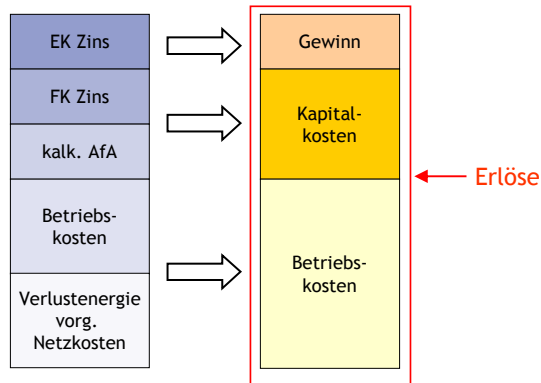 EK Zins
FK Zins
kalk. AfA
Betriebs-
kosten
Verlustenergie
vorg.
Netzkosten
Gewinn
Kapital-
kosten
Betriebs-
kosten
Erlöse